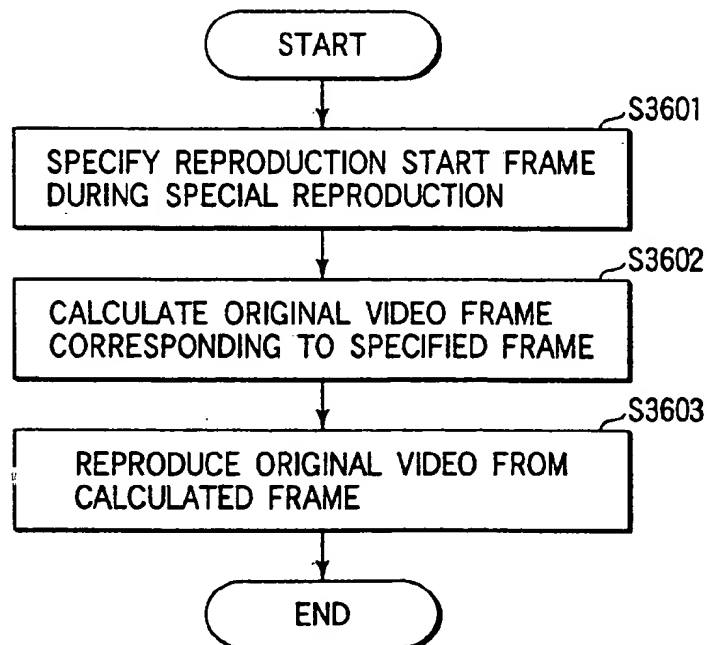 START
S3601
SPECIFY REPRODUCTION START FRAME
DURING SPECIAL REPRODUCTION
S3602
CALCULATE ORIGINAL VIDEO FRAME
CORRESPONDING TO SPECIFIED FRAME
S3603
REPRODUCE ORIGINAL VIDEO FROM
CALCULATED FRAME
END